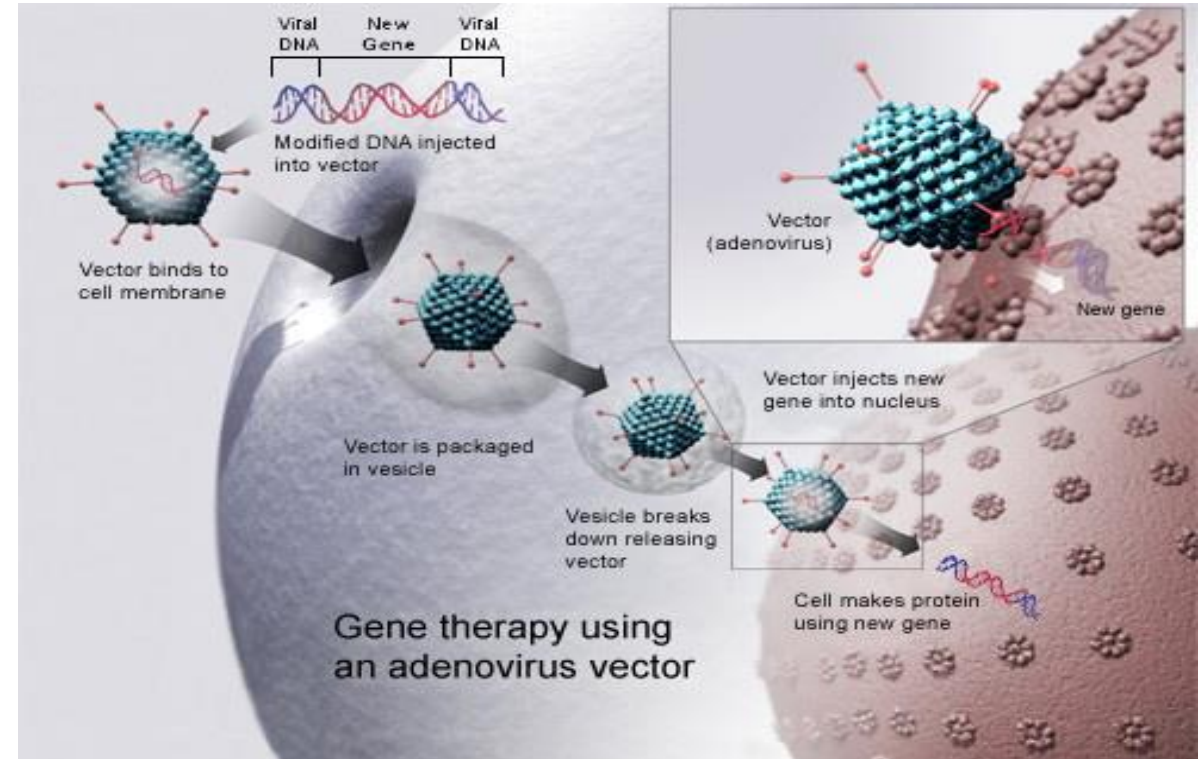 Viral DNA
New Gene
Viral DNA
Modified DNA injected
into vector
Vector binds to
cell membrane
Vector is packaged
in vesicle
Vesicle breaks
down releasing
vector
Vector
(adenovirus)
New gene
Vector injects new
gene into nucleus
Cell makes protein
using new gene
Gene therapy using
an adenovirus vector